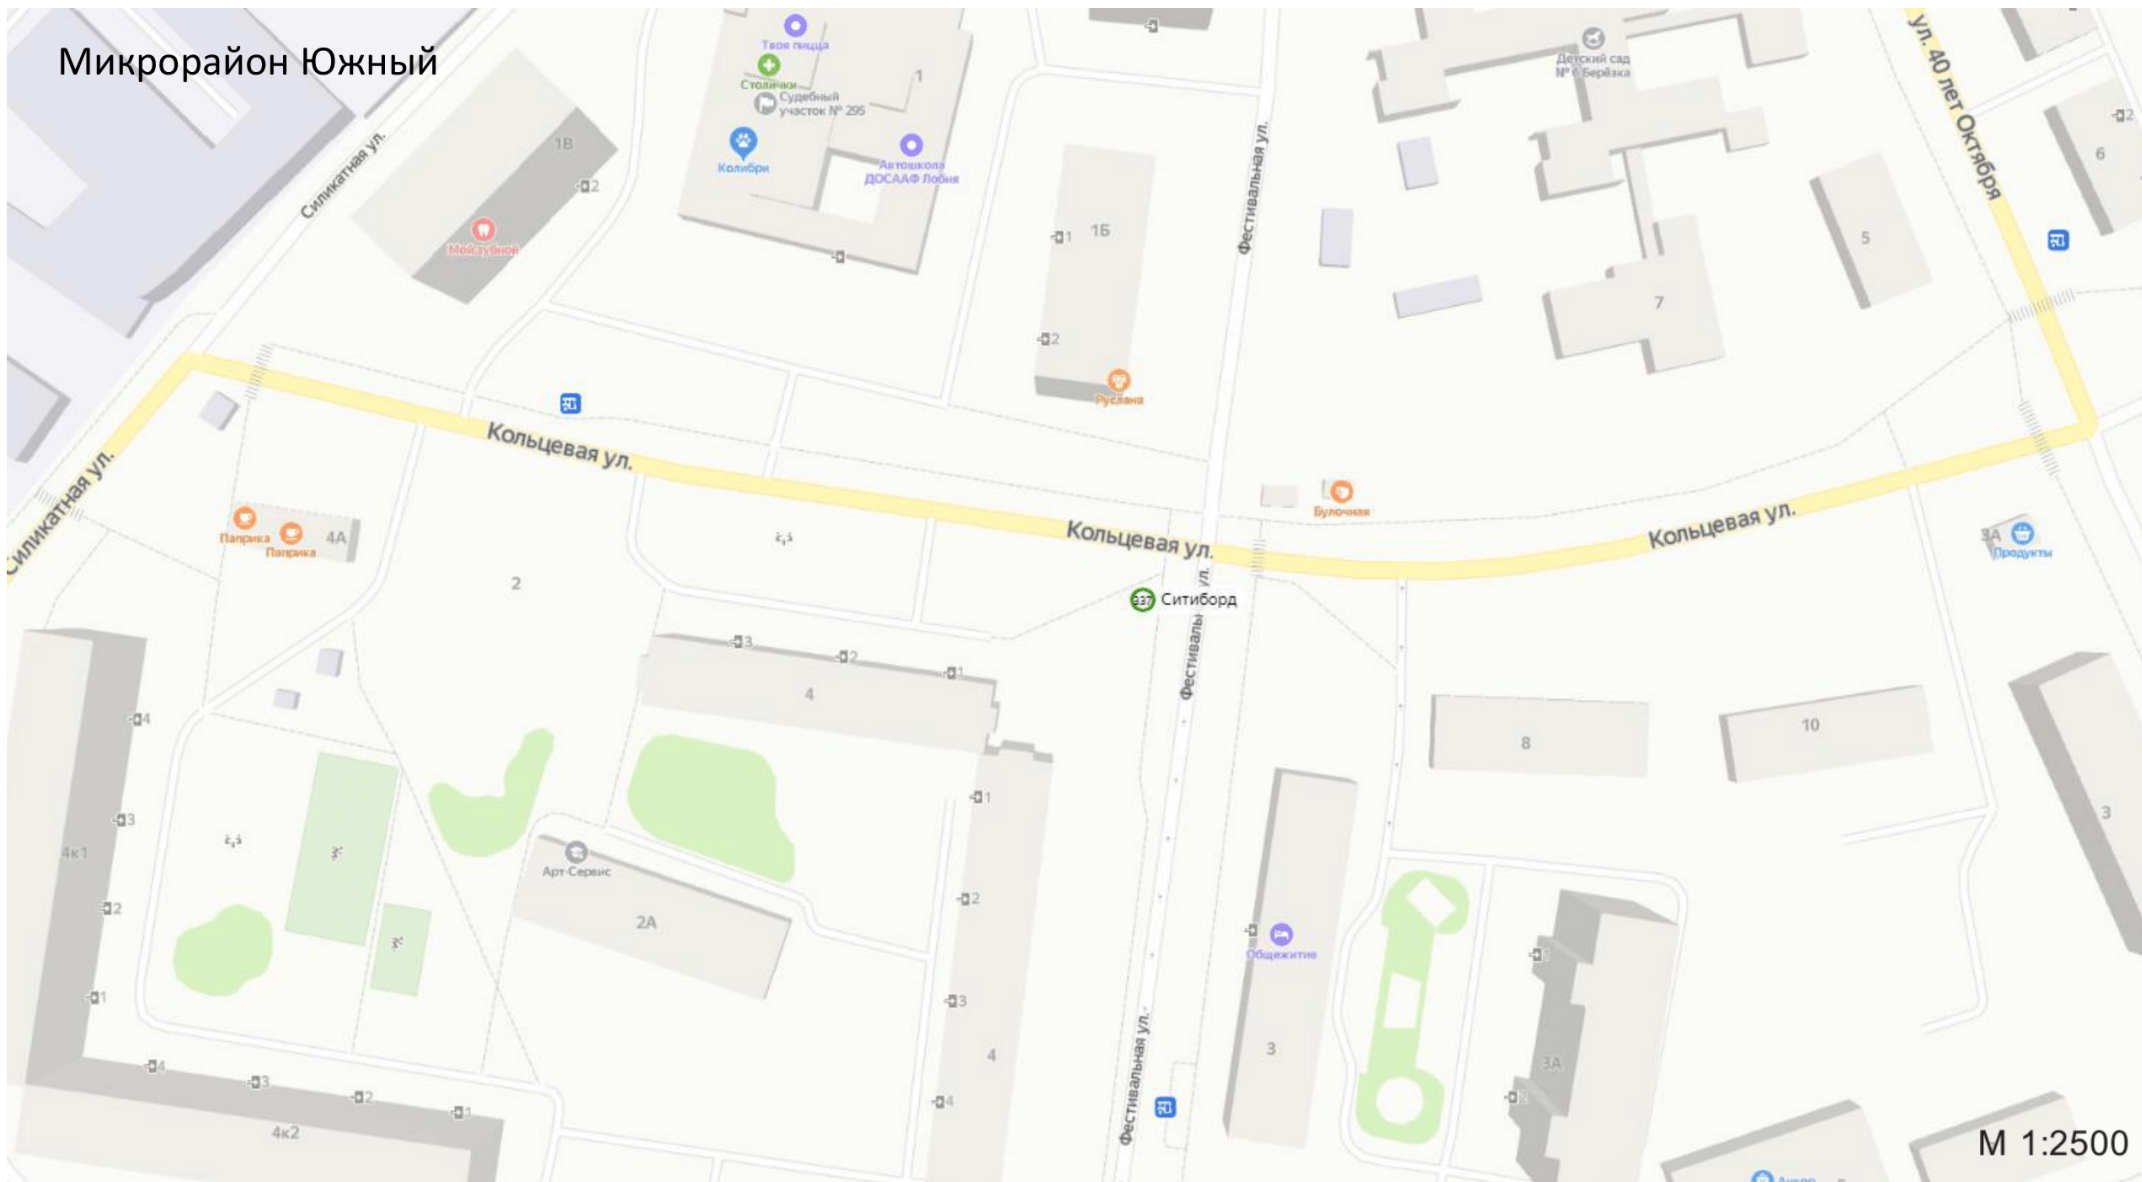 Микрорайон Южный
Твоя пицца
Столички
Судебный
участок № 295
1
Колибри
Автошкола
ДОСААФ Лобня
1В
2
Мой зубной
Силикатная ул.
1
1Б
2
Руслана
Фестивальная ул.
Детский сад
№ 6 Берёзка
ул. 40 лет Октября
2
6
5
7
Кольцевая ул.
Кольцевая ул.
Кольцевая ул.
Булочная
3А
Продукты
Силикатная ул.
Паприка
Паприка
4А
2
337
Ситиборд
Фестивальная ул.
3
2
1
4
8
10
3
4
3
4к1
2
1
Арт-Сервис
2А
1
2
3
4
4
Общежитие
3
1
3А
2
Фестивальная ул.
4
3
2
1
4к2
М 1:2500